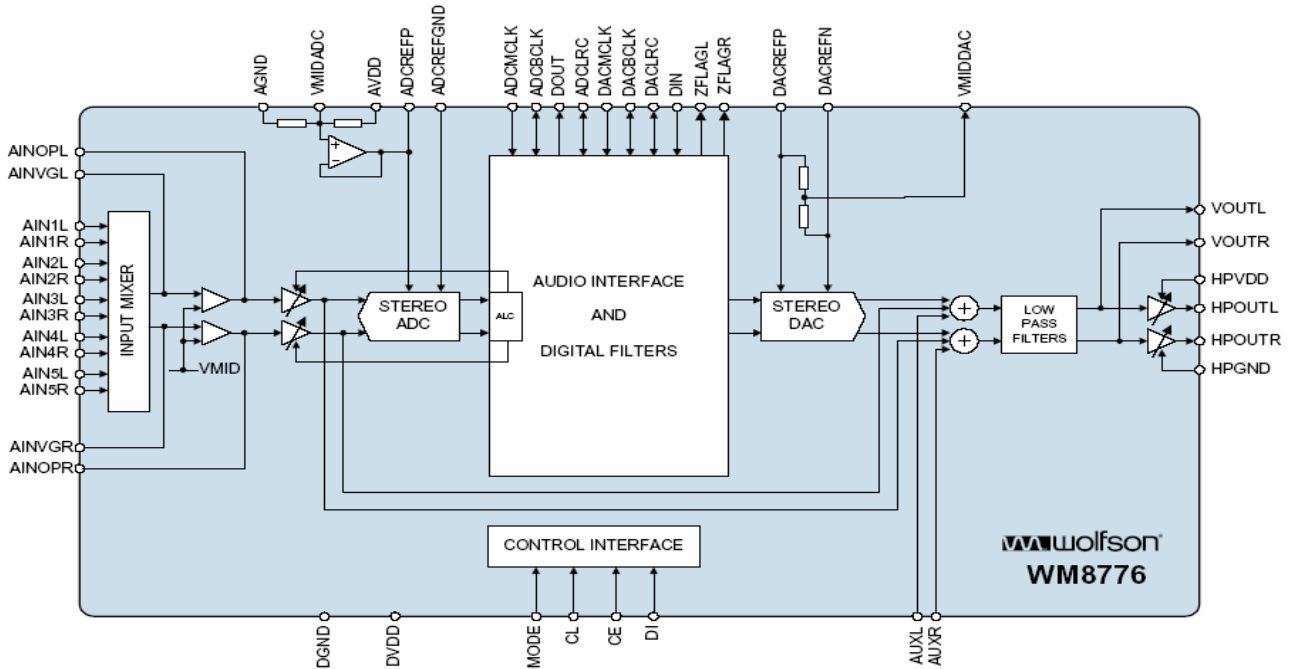 AGND
VMIDADC
AVDD
ADCREFP
ADCREFGND
ADCMCLK
ADCBCLK
DOUT
ADCLRC
DACMCLK
DACBCLK
DACLRC
DIN
ZFLAGL
ZFLAGR
DACREFP
DACREFN
VMIDDAC
AINOPL
AINVGL
AIN1L
AIN1R
AIN2L
AIN2R
AIN3L
AIN3R
AIN4L
AIN4R
AIN5L
AIN5R
AINVGR
AINOPR
INPUT MIXER
VMID
+
−
STEREO
ADC
ALC
AUDIO INTERFACE
AND
DIGITAL FILTERS
STEREO
DAC
+
+
LOW
PASS
FILTERS
VOUTL
VOUTR
HPVDD
HPOUTL
HPOUTR
HPGND
CONTROL INTERFACE
wolfson
WM8776
DGND
DVDD
MODE
CL
CE
DI
AUXL
AUXR